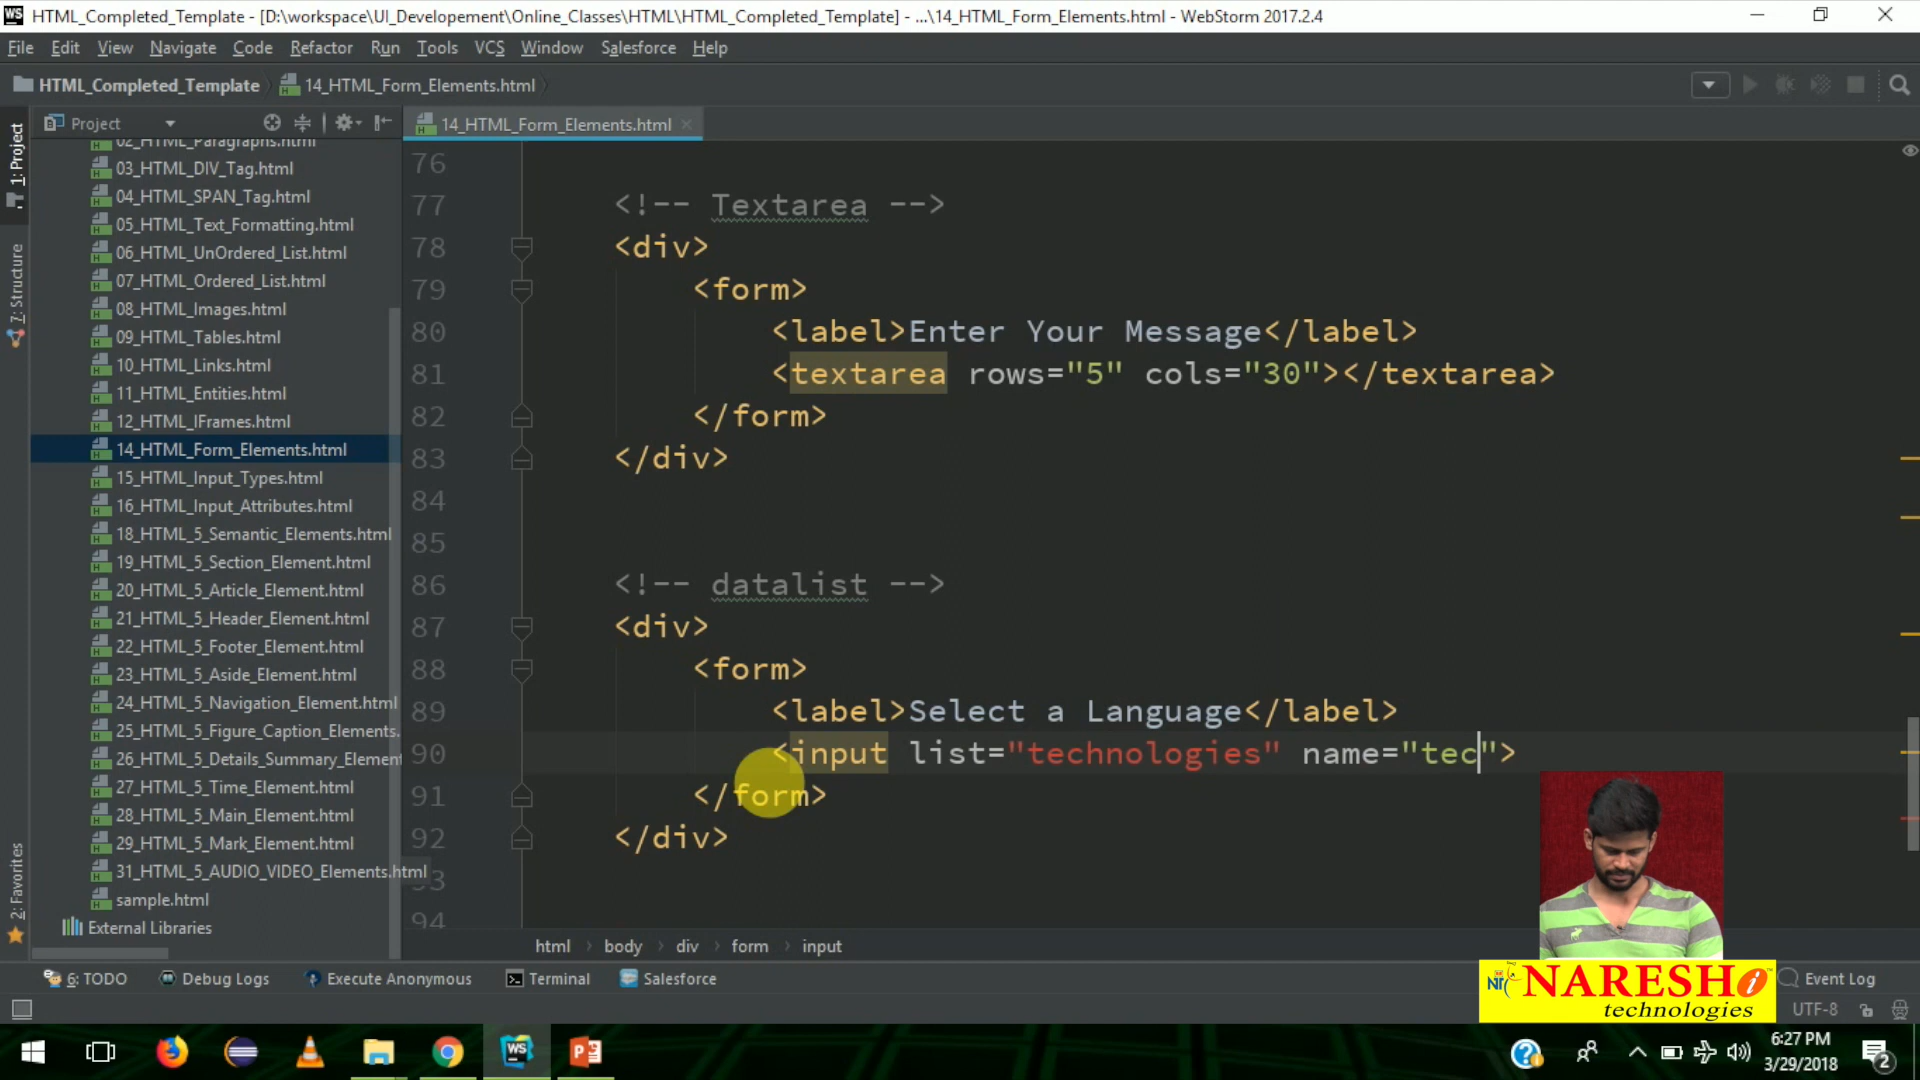 HTML_Completed_Template - [D:\workspace\UI_Developement\Online_Classes\HTML\HTML_Completed_Template] - ...\14_HTML_Form_Elements.html - WebStorm 2017.2.4
File Edit View Navigate Code Refactor Run Tools VCS Window Salesforce Help
HTML_Completed_Template 14_HTML_Form_Elements.html
Project
14_HTML_Form_Elements.html
1: Project
7: Structure
2: Favorites
02_HTML_Paragraphs.html
03_HTML_DIV_Tag.html
04_HTML_SPAN_Tag.html
05_HTML_Text_Formatting.html
06_HTML_UnOrdered_List.html
07_HTML_Ordered_List.html
08_HTML_Images.html
09_HTML_Tables.html
10_HTML_Links.html
11_HTML_Entities.html
12_HTML_IFrames.html
14_HTML_Form_Elements.html
15_HTML_Input_Types.html
16_HTML_Input_Attributes.html
18_HTML_5_Semantic_Elements.html
19_HTML_5_Section_Element.html
20_HTML_5_Article_Element.html
21_HTML_5_Header_Element.html
22_HTML_5_Footer_Element.html
23_HTML_5_Aside_Element.html
24_HTML_5_Navigation_Element.html
25_HTML_5_Figure_Caption_Elements.
26_HTML_5_Details_Summary_Element
27_HTML_5_Time_Element.html
28_HTML_5_Main_Element.html
29_HTML_5_Mark_Element.html
31_HTML_5_AUDIO_VIDEO_Elements.html
sample.html
External Libraries
76
77 <!-- Textarea -->
78 <div>
79 <form>
80 <label>Enter Your Message</label>
81 <textarea rows="5" cols="30"></textarea>
82 </form>
83 </div>
84
85
86 <!-- datalist -->
87 <div>
88 <form>
89 <label>Select a Language</label>
90 <input list="technologies" name="tec">
91 </form>
92 </div>
93
94
html body div form input
6: TODO Debug Logs Execute Anonymous Terminal Salesforce Event Log
NARESH i
technologies
UTF-8
6:27 PM
3/29/2018
2